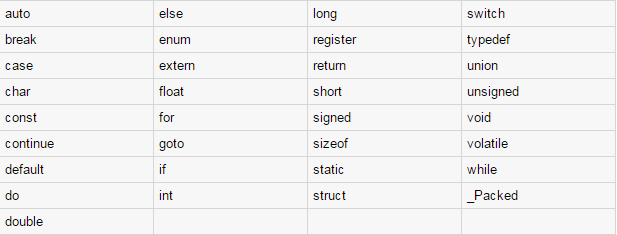 auto else long switch
break enum register typedef
case extern return union
char float short unsigned
const for signed void
continue goto sizeof volatile
default if static while
do int struct _Packed
double